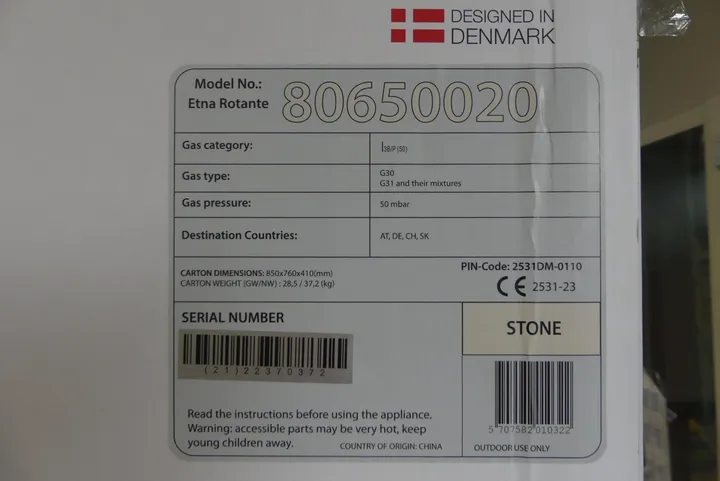 DESIGNED IN
DENMARK
Model No.:
Etna Rotante
80650020
Gas category: I3B/P(50)
Gas type: G30
G31 and their mixtures
Gas pressure: 50 mbar
Destination Countries: AT, DE, CH, SK
CARTON DIMENSIONS: 850x760x410(mm)
CARTON WEIGHT (GW/NW) : 28,5 / 37,2 (kg)
PIN-Code: 2531DM-0110
CE 2531-23
SERIAL NUMBER
(21)22370372
STONE
5 707582 010322
Read the instructions before using the appliance.
Warning: accessible parts may be very hot, keep
young children away.
COUNTRY OF ORIGIN: CHINA
OUTDOOR USE ONLY